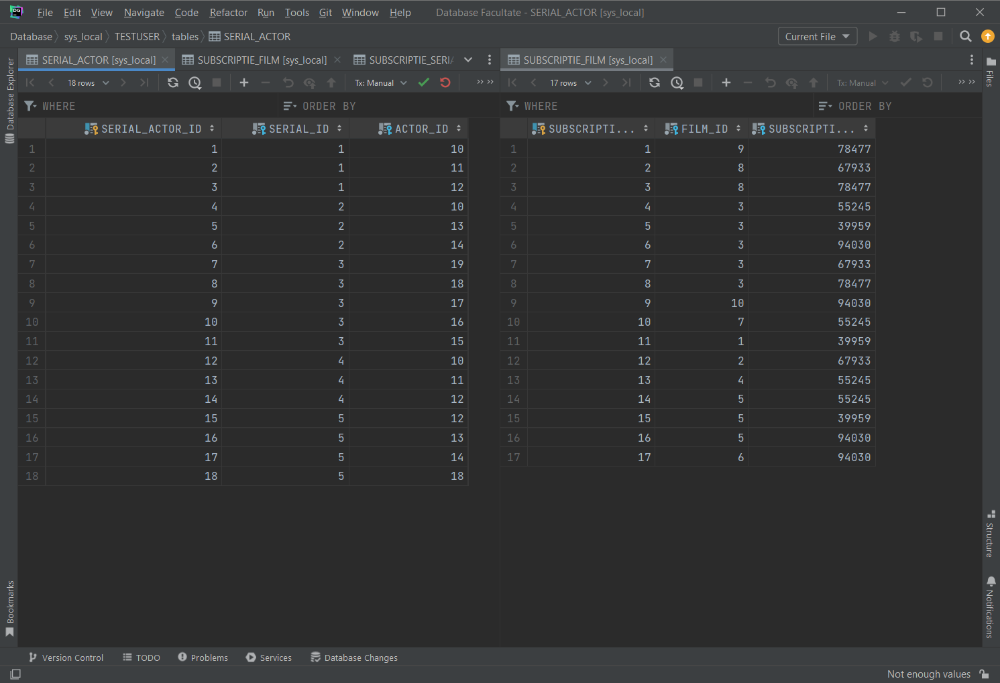 DG File Edit View Navigate Code Refactor Run Tools Git Window Help Database Facultate - SERIAL_ACTOR [sys_local]
Database sys_local TESTUSER tables SERIAL_ACTOR Current File
SERIAL_ACTOR [sys_local] SUBSCRIPTIE_FILM [sys_local] SUBSCRIPTIE_SERI
18 rows Tx: Manual
WHERE ORDER BY
SERIAL_ACTOR_ID SERIAL_ID ACTOR_ID
1 1 1 10
2 2 1 11
3 3 1 12
4 4 2 10
5 5 2 13
6 6 2 14
7 7 3 19
8 8 3 18
9 9 3 17
10 10 3 16
11 11 3 15
12 12 4 10
13 13 4 11
14 14 4 12
15 15 5 12
16 16 5 13
17 17 5 14
18 18 5 18
SUBSCRIPTIE_FILM [sys_local]
17 rows Tx: Manual
WHERE ORDER BY
SUBSCRIPTI... FILM_ID SUBSCRIPTI...
1 1 9 78477
2 2 8 67933
3 3 8 78477
4 4 3 55245
5 5 3 39959
6 6 3 94030
7 7 3 67933
8 8 3 78477
9 9 10 94030
10 10 7 55245
11 11 1 39959
12 12 2 67933
13 13 4 55245
14 14 5 55245
15 15 5 39959
16 16 5 94030
17 17 6 94030
Database Explorer
Bookmarks
Files
Structure
Notifications
Version Control TODO Problems Services Database Changes
Not enough values